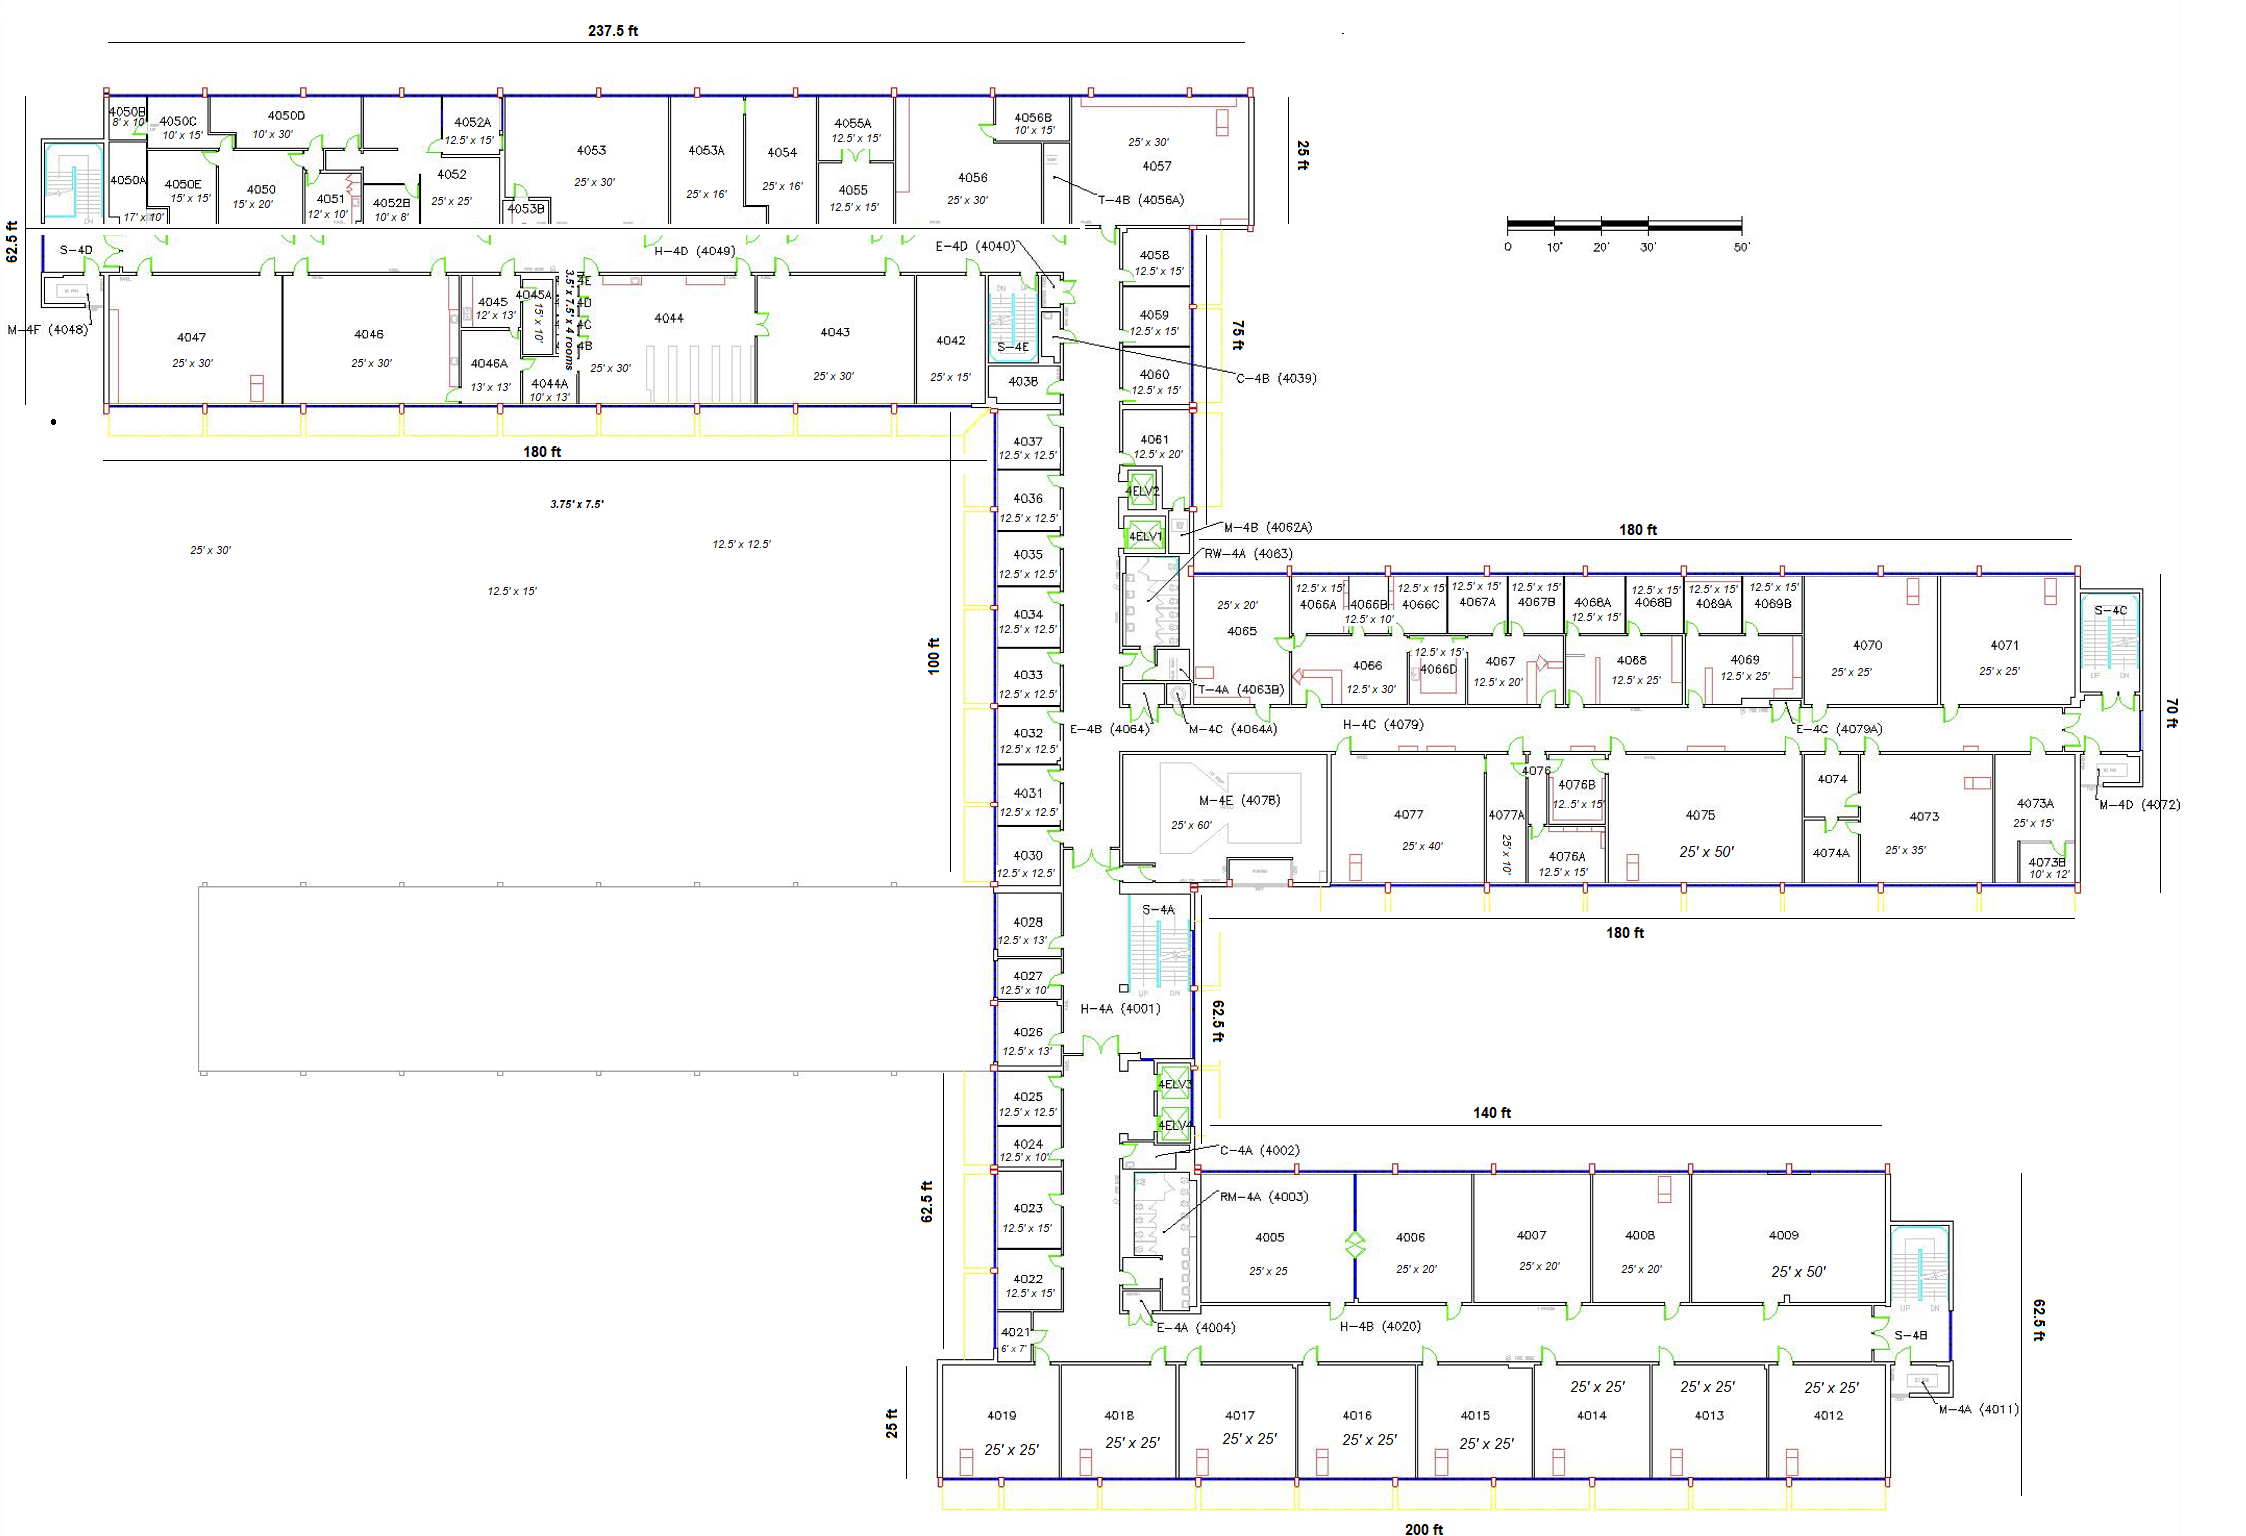 237.5 ft
4050B
8' x 10'
4050C
10' x 15'
4050D
10' x 30'
4052A
12.5' x 15'
4053
25' x 30'
4053A
25' x 16'
4054
25' x 16'
4055A
12.5' x 15'
4056B
10' x 15'
25' x 30'
4057
25 ft
4050A
17' x 10'
4050E
15' x 15'
4050
15' x 20'
4051
12' x 10'
4052B
10' x 8'
4052
25' x 25'
4053B
4055
12.5' x 15'
4056
25' x 30'
T-4B (4056A)
62.5 ft
S-4D
H-4D (4049)
E-4D (4040)
4058
12.5' x 15'
0 10' 20' 30' 50'
M-4F (4048)
4047
25' x 30'
4046
25' x 30'
4045
12' x 13'
4045A
15' x 10'
3.5' x 7.5' x 4 rooms
4E
4D
4C
4B
4044
25' x 30'
4046A
13' x 13'
4044A
10' x 13'
4043
25' x 30'
4042
25' x 15'
DN
S-4E
4038
4059
12.5' x 15'
75 ft
4060
12.5' x 15'
C-4B (4039)
180 ft
4037
12.5' x 12.5'
4061
12.5' x 20'
3.75' x 7.5'
4036
12.5' x 12.5'
4ELV2
4ELV1
M-4B (4062A)
RW-4A (4063)
180 ft
25' x 30'
12.5' x 12.5'
12.5' x 15'
4035
12.5' x 12.5'
4034
12.5' x 12.5'
100 ft
4033
12.5' x 12.5'
4032
12.5' x 12.5'
4031
12.5' x 12.5'
4030
12.5' x 12.5'
25' x 20'
4065
12.5' x 15'
4066A
4066B
12.5' x 10'
12.5' x 15'
4066C
12.5' x 15'
4067A
12.5' x 15'
4067B
4068A
12.5' x 15'
12.5' x 15'
4068B
12.5' x 15'
4069A
12.5' x 15'
4069B
4070
25' x 25'
4071
25' x 25'
S-4C
UP DN
4066
12.5' x 30'
12.5' x 15'
4066D
4067
12.5' x 20'
4068
12.5' x 25'
4069
12.5' x 25'
T-4A (4063B)
E-4B (4064)
M-4C (4064A)
H-4C (4079)
E-4C (4079A)
70 ft
M-4E (4078)
25' x 60'
4077
25' x 40'
4077A
25' x 10'
4076
4076B
12..5' x 15'
4076A
12.5' x 15'
4075
25' x 50'
4074
4074A
4073
25' x 35'
4073A
25' x 15'
4073B
10' x 12'
M-4D (4072)
180 ft
4028
12.5' x 13'
S-4A
UP DN
4027
12.5' x 10'
H-4A (4001)
62.5 ft
4026
12.5' x 13'
4025
12.5' x 12.5'
4ELV3
4ELV4
140 ft
4024
12.5' x 10'
C-4A (4002)
62.5 ft
4023
12.5' x 15'
RM-4A (4003)
4022
12.5' x 15'
4021
6' x 7'
E-4A (4004)
4005
25' x 25
4006
25' x 20'
4007
25' x 20'
4008
25' x 20'
4009
25' x 50'
UP DN
H-4B (4020)
S-4B
62.5 ft
25 ft
4019
25' x 25'
4018
25' x 25'
4017
25' x 25'
4016
25' x 25'
4015
25' x 25'
25' x 25'
4014
25' x 25'
4013
25' x 25'
4012
M-4A (4011)
200 ft